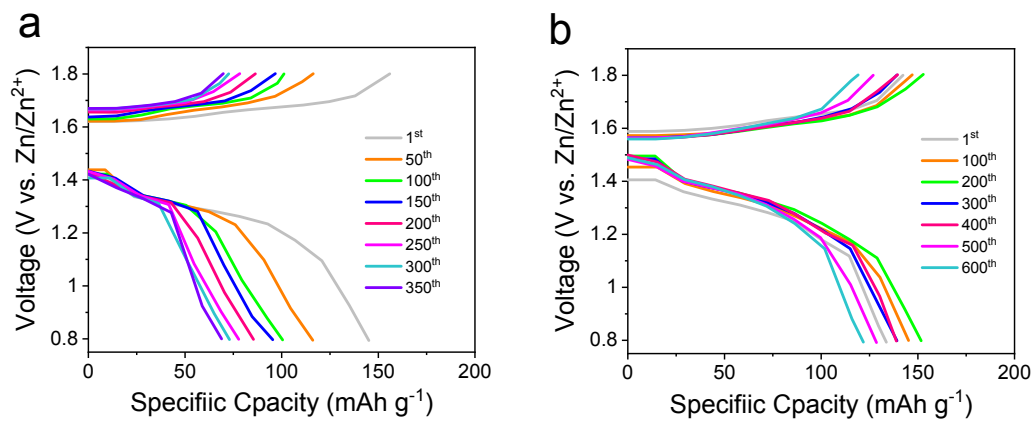 a
Voltage (V vs. Zn/Zn²⁺)
1.8
1.6
1.4
1.2
1.0
0.8
0
50
100
150
200
Specifiic Cpacity (mAh g⁻¹)
1ˢᵗ
50ᵗʰ
100ᵗʰ
150ᵗʰ
200ᵗʰ
250ᵗʰ
300ᵗʰ
350ᵗʰ
b
Voltage (V vs. Zn/Zn²⁺)
1.8
1.6
1.4
1.2
1
0.8
0
50
100
150
200
Specifiic Cpacity (mAh g⁻¹)
1ˢᵗ
100ᵗʰ
200ᵗʰ
300ᵗʰ
400ᵗʰ
500ᵗʰ
600ᵗʰ